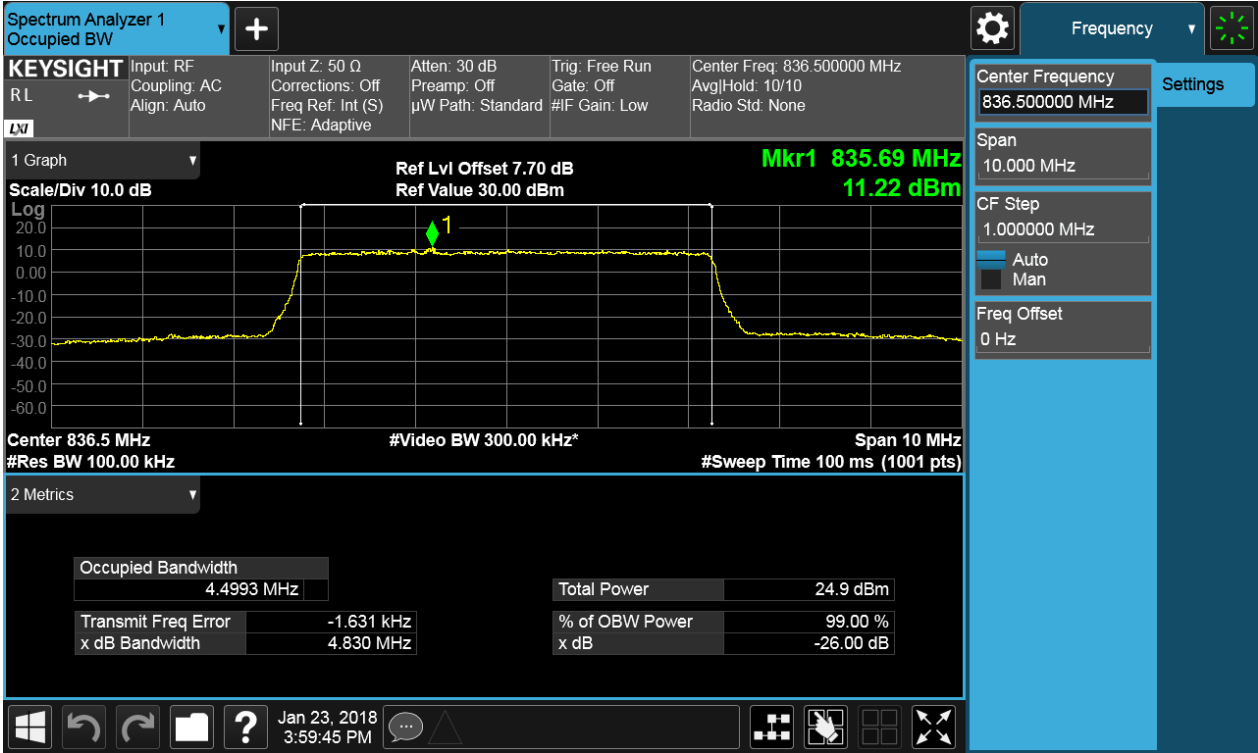 Spectrum Analyzer 1
Occupied BW
Frequency
KEYSIGHT
R L
LXI
Input: RF
Coupling: AC
Align: Auto
Input Z: 50 Ω
Corrections: Off
Freq Ref: Int (S)
NFE: Adaptive
Atten: 30 dB
Preamp: Off
µW Path: Standard
Trig: Free Run
Gate: Off
#IF Gain: Low
Center Freq: 836.500000 MHz
Avg|Hold: 10/10
Radio Std: None
Center Frequency
836.500000 MHz
Settings
Span
10.000 MHz
CF Step
1.000000 MHz
Auto
Man
Freq Offset
0 Hz
1 Graph
Scale/Div 10.0 dB
Ref Lvl Offset 7.70 dB
Ref Value 30.00 dBm
Mkr1 835.69 MHz
11.22 dBm
Log
20.0
10.0
0.00
-10.0
-20.0
-30.0
-40.0
-50.0
-60.0
1
Center 836.5 MHz
#Res BW 100.00 kHz
#Video BW 300.00 kHz*
Span 10 MHz
#Sweep Time 100 ms (1001 pts)
2 Metrics
Occupied Bandwidth
4.4993 MHz
Transmit Freq Error -1.631 kHz
x dB Bandwidth 4.830 MHz
Total Power 24.9 dBm
% of OBW Power 99.00 %
x dB -26.00 dB
Jan 23, 2018
3:59:45 PM